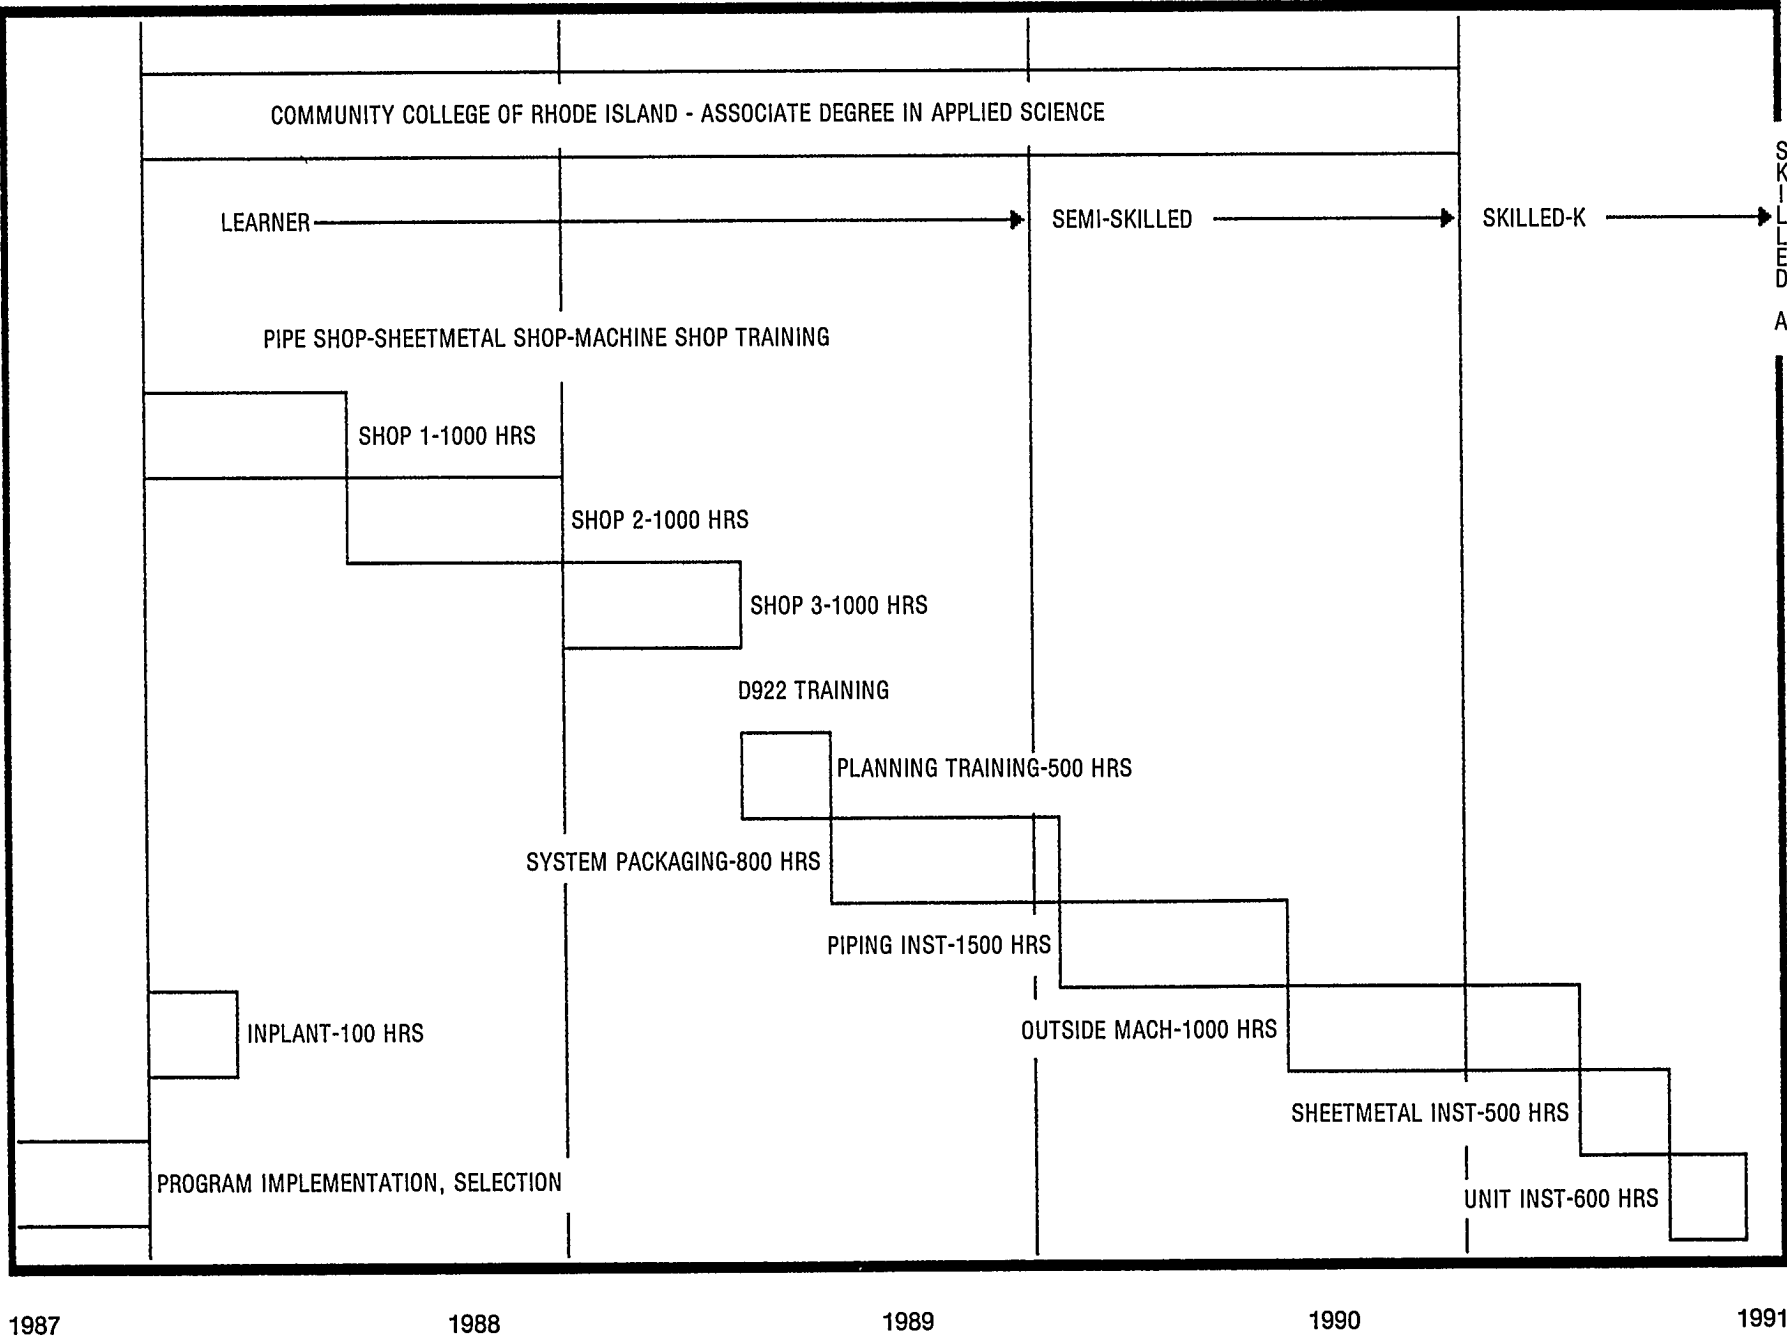 COMMUNITY COLLEGE OF RHODE ISLAND - ASSOCIATE DEGREE IN APPLIED SCIENCE
LEARNER
SEMI-SKILLED
SKILLED-K
SKILLED A
PIPE SHOP-SHEETMETAL SHOP-MACHINE SHOP TRAINING
SHOP 1-1000 HRS
SHOP 2-1000 HRS
SHOP 3-1000 HRS
D922 TRAINING
PLANNING TRAINING-500 HRS
SYSTEM PACKAGING-800 HRS
PIPING INST-1500 HRS
INPLANT-100 HRS
OUTSIDE MACH-1000 HRS
SHEETMETAL INST-500 HRS
PROGRAM IMPLEMENTATION, SELECTION
UNIT INST-600 HRS
1987
1988
1989
1990
1991